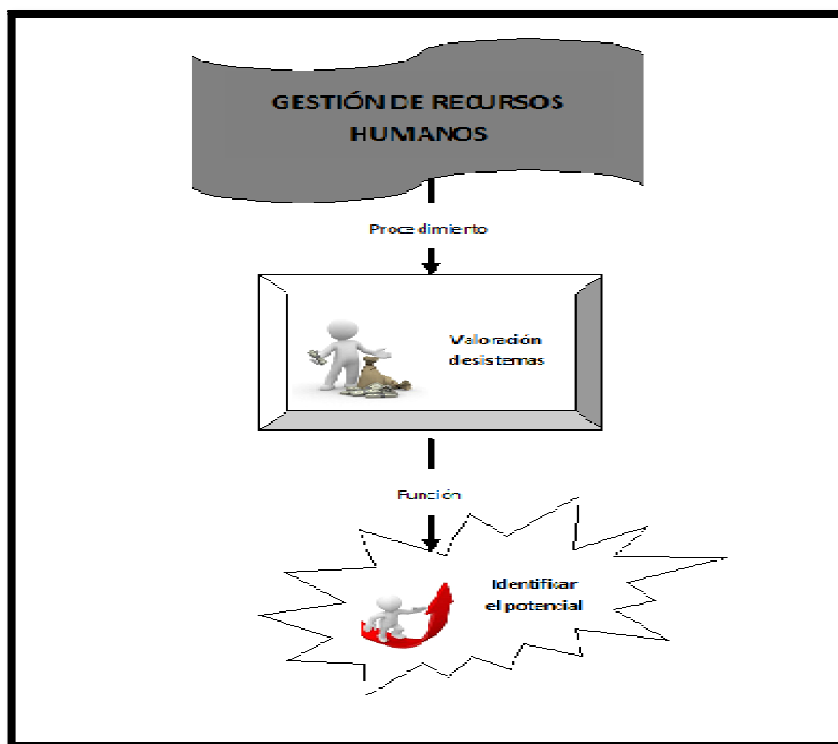 GESTIÓN DE RECURSOS
HUMANOS
Procedimiento
Valoración
de sistemas
Función
Identificar
el potencial